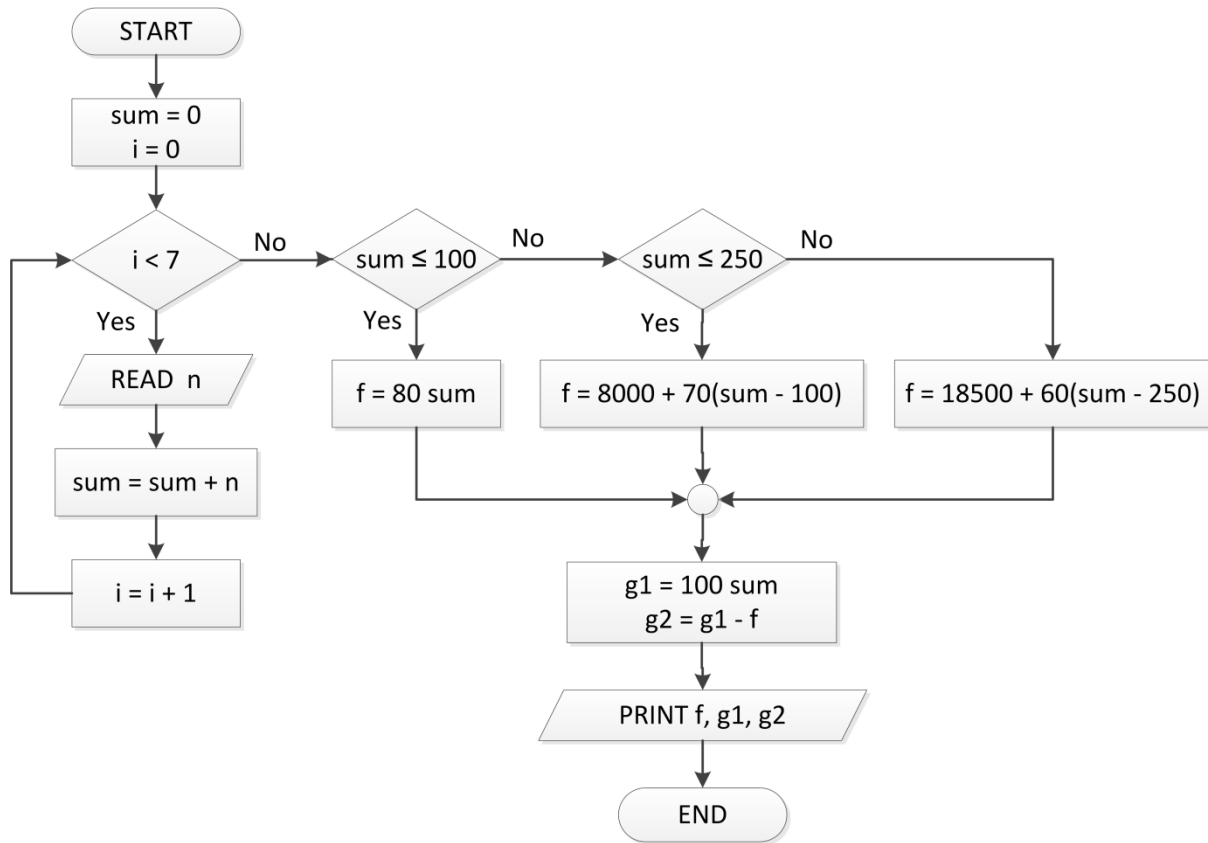 START
sum = 0
i = 0
i < 7
No
Yes
READ n
sum = sum + n
i = i + 1
sum ≤ 100
No
Yes
f = 80 sum
sum ≤ 250
No
Yes
f = 8000 + 70(sum - 100)
f = 18500 + 60(sum - 250)
g1 = 100 sum
g2 = g1 - f
PRINT f, g1, g2
END